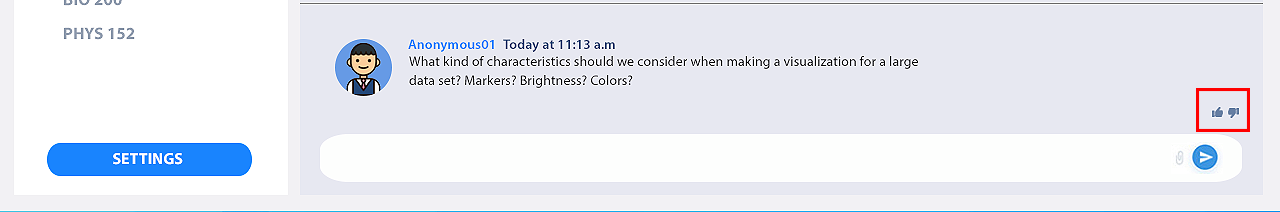 BIO 200
PHYS 152
SETTINGS
Anonymous01 Today at 11:13 a.m
What kind of characteristics should we consider when making a visualization for a large
data set? Markers? Brightness? Colors?